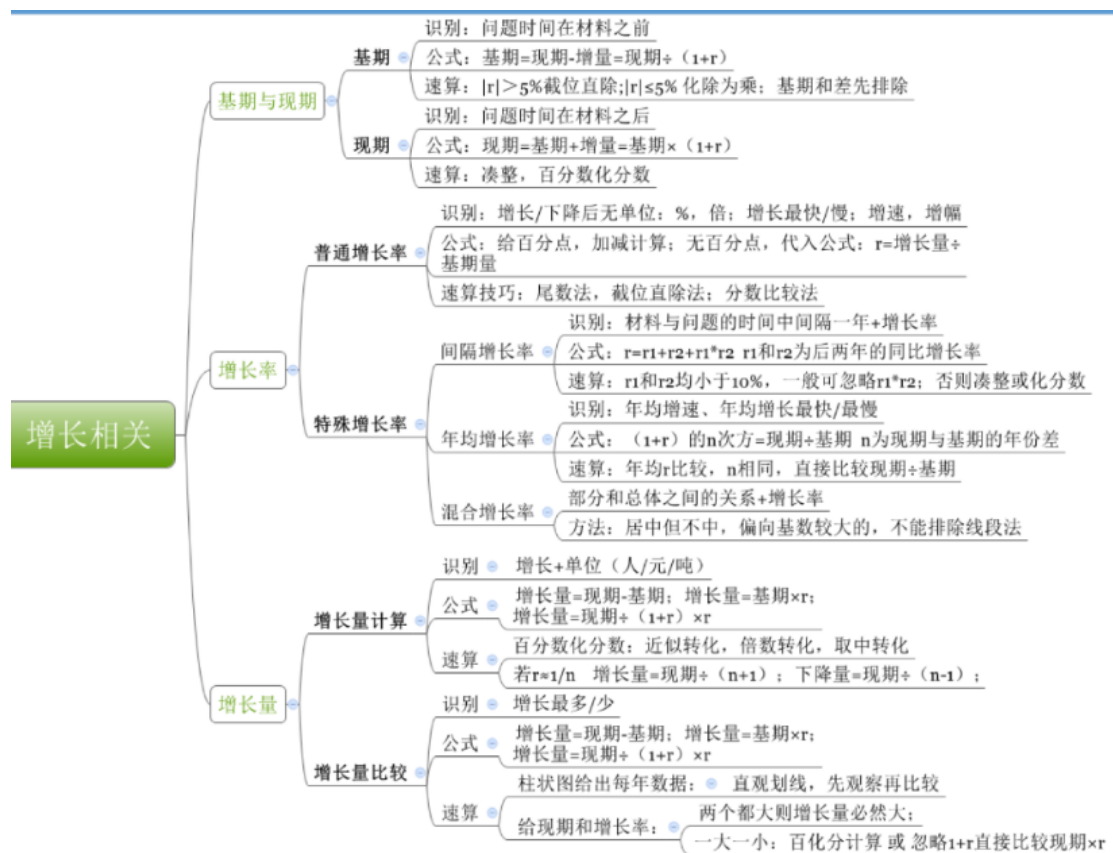 增长相关
基期与现期
基期
识别：问题时间在材料之前
公式：基期=现期-增量=现期÷（1+r）
速算：|r|＞5%截位直除;|r|≤5% 化除为乘；基期和差先排除
现期
识别：问题时间在材料之后
公式：现期=基期+增量=基期×（1+r）
速算：凑整，百分数化分数
增长率
普通增长率
识别：增长/下降后无单位：%，倍；增长最快/慢；增速，增幅
公式：给百分点，加减计算；无百分点，代入公式：r=增长量÷
基期量
速算技巧：尾数法，截位直除法；分数比较法
特殊增长率
间隔增长率
识别：材料与问题的时间中间隔一年+增长率
公式：r=r1+r2+r1*r2 r1和r2为后两年的同比增长率
速算：r1和r2均小于10%，一般可忽略r1*r2；否则凑整或化分数
年均增长率
识别：年均增速、年均增长最快/最慢
公式：（1+r）的n次方=现期÷基期 n为现期与基期的年份差
速算：年均r比较，n相同，直接比较现期÷基期
混合增长率
部分和总体之间的关系+增长率
方法：居中但不中，偏向基数较大的，不能排除线段法
增长量
增长量计算
识别
增长+单位（人/元/吨）
公式
增长量=现期-基期；增长量=基期×r；
增长量=现期÷（1+r）×r
速算
百分数化分数：近似转化，倍数转化，取中转化
若r≈1/n 增长量=现期÷（n+1）；下降量=现期÷（n-1）；
增长量比较
识别
增长最多/少
公式
增长量=现期-基期；增长量=基期×r；
增长量=现期÷（1+r）×r
速算
柱状图给出每年数据：
直观划线，先观察再比较
给现期和增长率：
两个都大则增长量必然大；
一大一小：百化分计算 或 忽略1+r直接比较现期×r